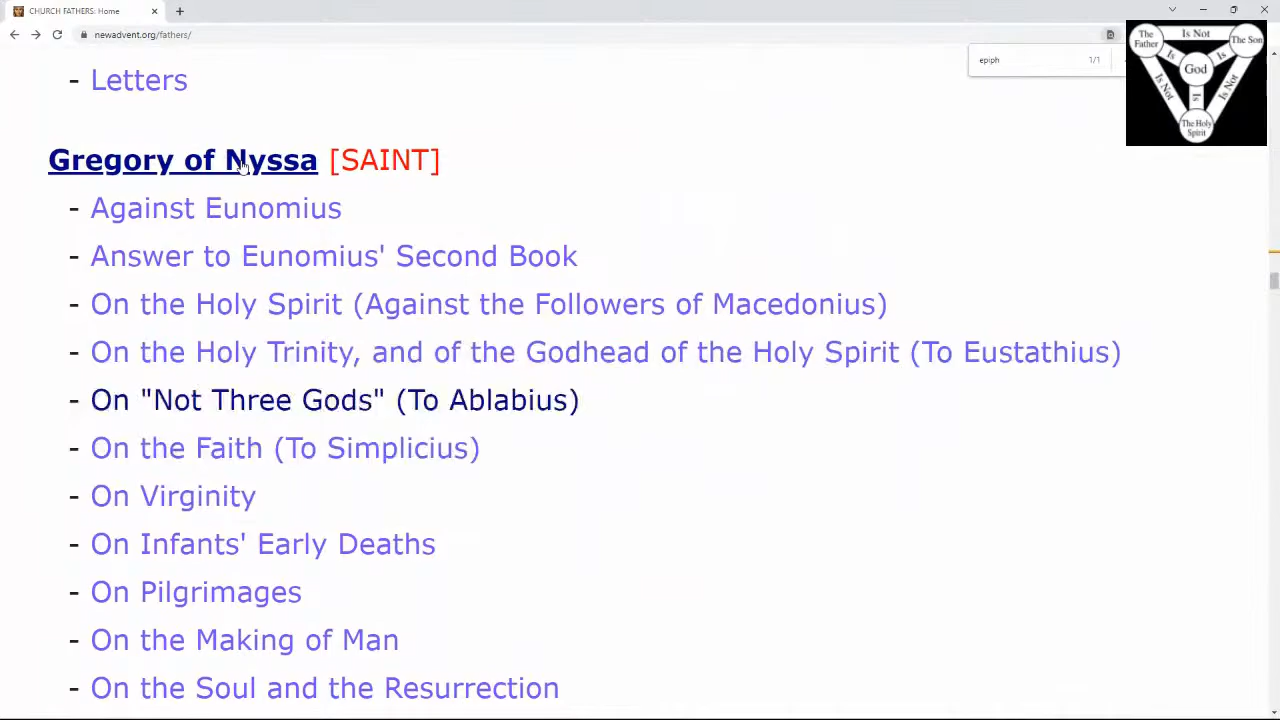 CHURCH FATHERS: Home
newadvent.org/fathers/
epiph 1/1
The Father
Is Not
The Son
Is
Is
God
Is Not
Is
Is Not
The Holy Spirit
- Letters
Gregory of Nyssa [SAINT]
- Against Eunomius
- Answer to Eunomius' Second Book
- On the Holy Spirit (Against the Followers of Macedonius)
- On the Holy Trinity, and of the Godhead of the Holy Spirit (To Eustathius)
- On "Not Three Gods" (To Ablabius)
- On the Faith (To Simplicius)
- On Virginity
- On Infants' Early Deaths
- On Pilgrimages
- On the Making of Man
- On the Soul and the Resurrection